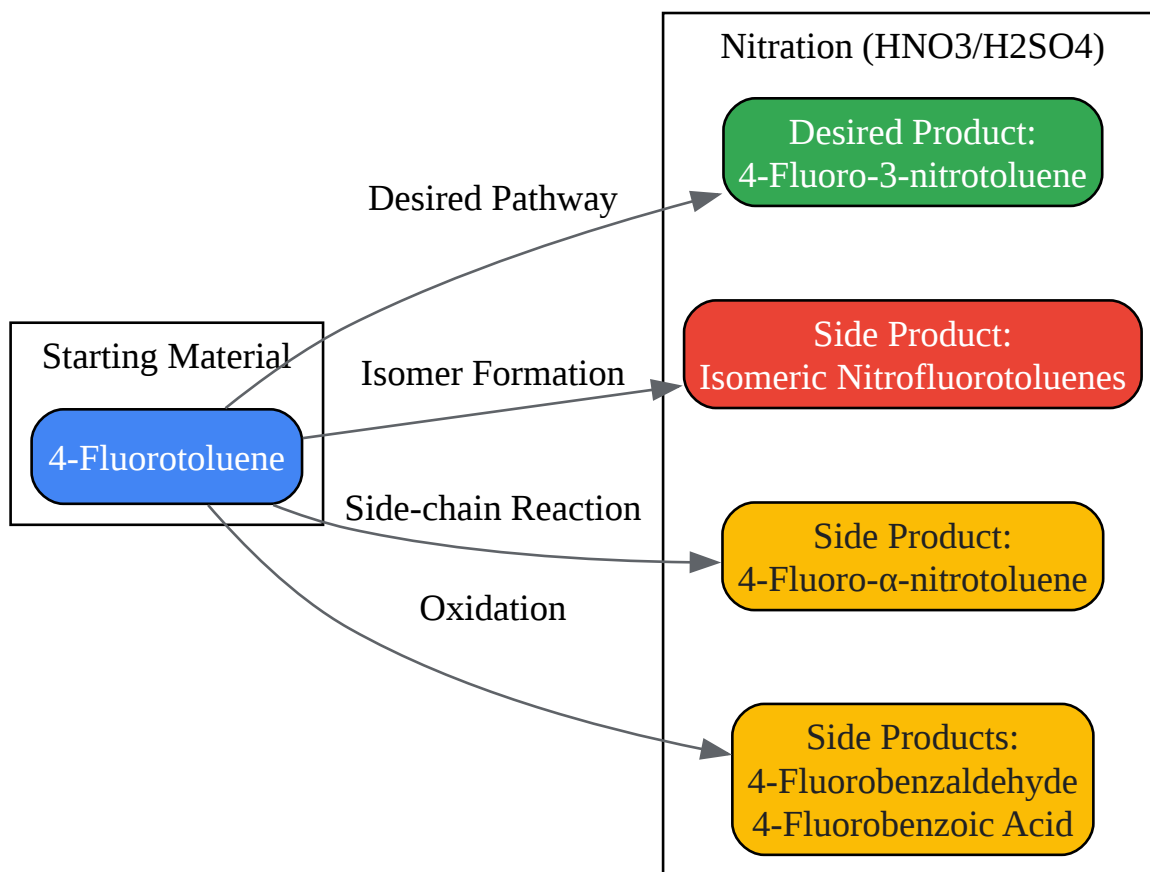 Nitration (HNO3/H2SO4)
Desired Product:
4-Fluoro-3-nitrotoluene
Desired Pathway
Side Product:
Isomeric Nitrofluorotoluenes
Starting Material
Isomer Formation
4-Fluorotoluene
Side-chain Reaction
Side Product:
4-Fluoro-α-nitrotoluene
Oxidation
Side Products:
4-Fluorobenzaldehyde
4-Fluorobenzoic Acid